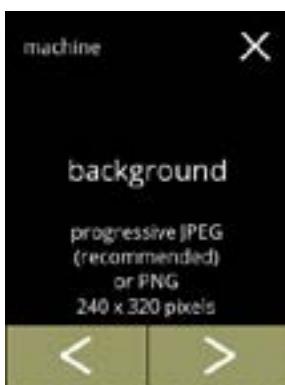 machine
background
progressive JPEG
(recommended)
or PNG
240 x 320 pixels